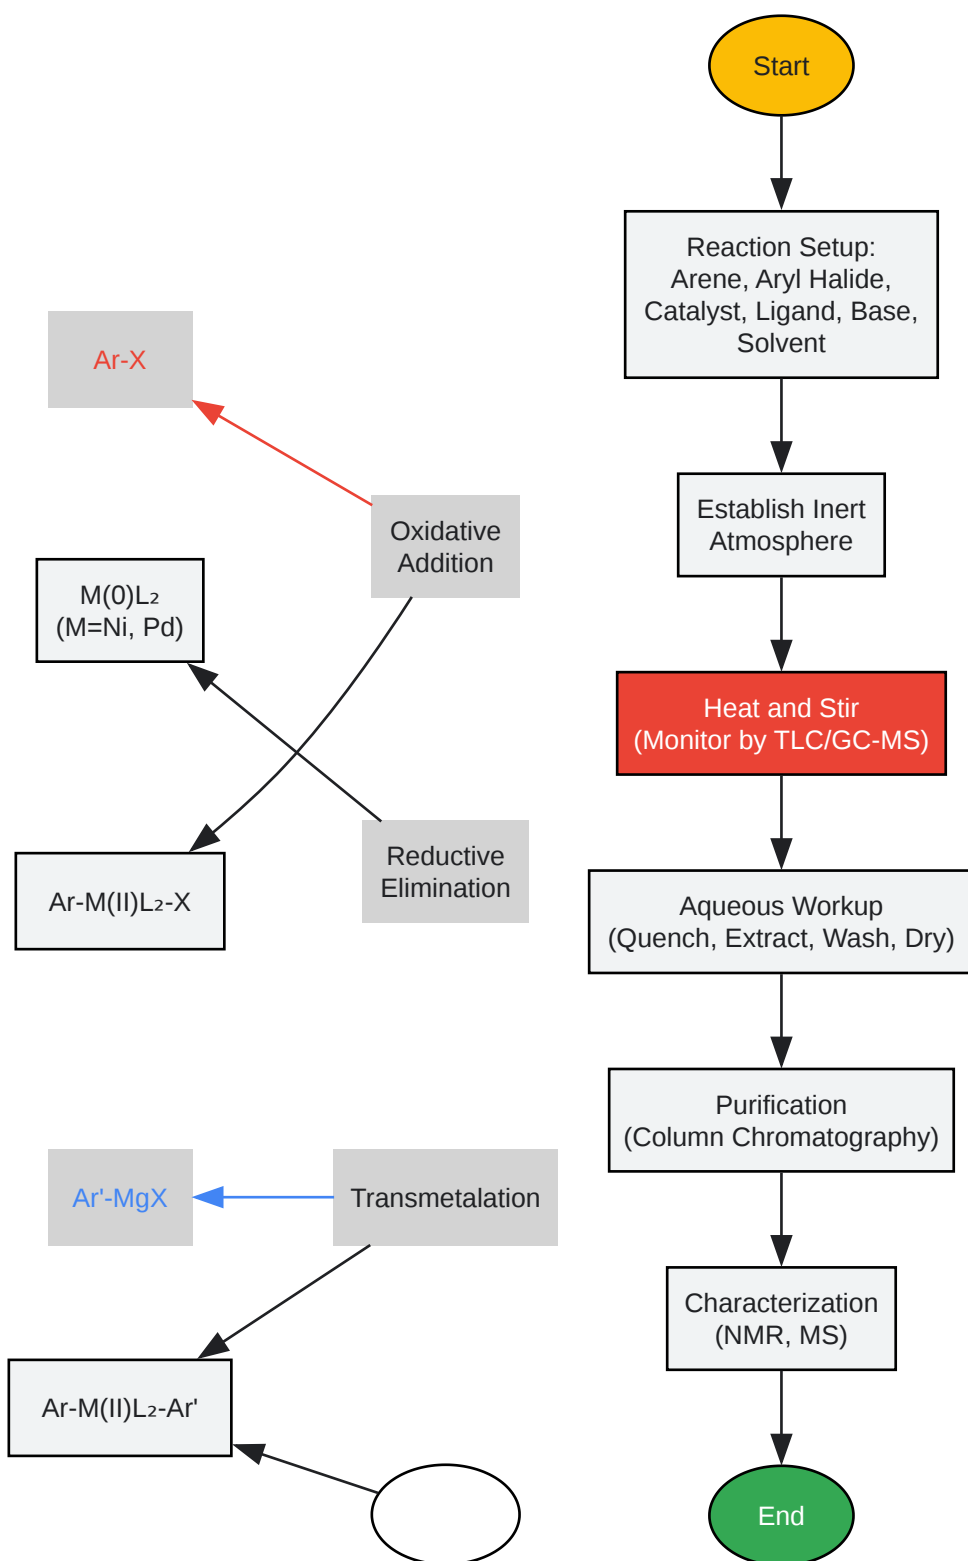 Start
Reaction Setup:
Arene, Aryl Halide,
Catalyst, Ligand, Base,
Solvent
Establish Inert
Atmosphere
Heat and Stir
(Monitor by TLC/GC-MS)
Aqueous Workup
(Quench, Extract, Wash, Dry)
Purification
(Column Chromatography)
Characterization
(NMR, MS)
End
Ar-X
Oxidative
Addition
M(0)L₂
(M=Ni, Pd)
Reductive
Elimination
Ar-M(II)L₂-X
Ar'-MgX
Transmetalation
Ar-M(II)L₂-Ar'